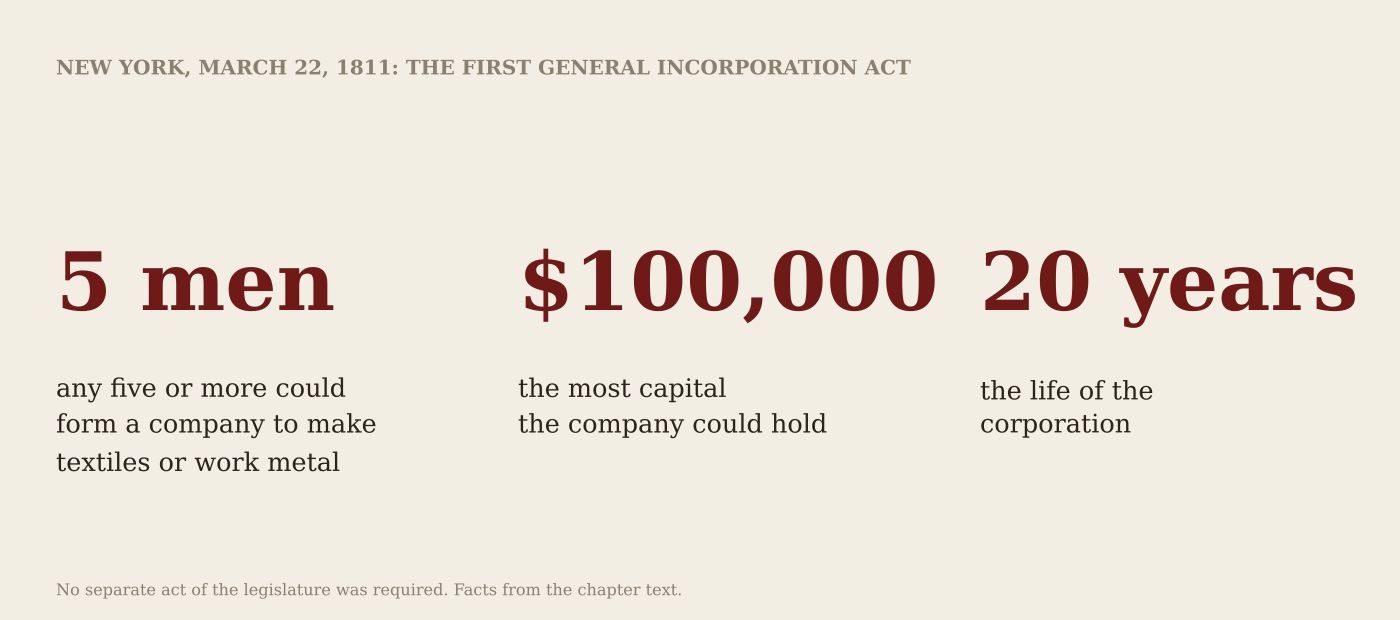 NEW YORK, MARCH 22, 1811: THE FIRST GENERAL INCORPORATION ACT
5 men
any five or more could
form a company to make
textiles or work metal
$100,000
the most capital
the company could hold
20 years
the life of the
corporation
No separate act of the legislature was required. Facts from the chapter text.